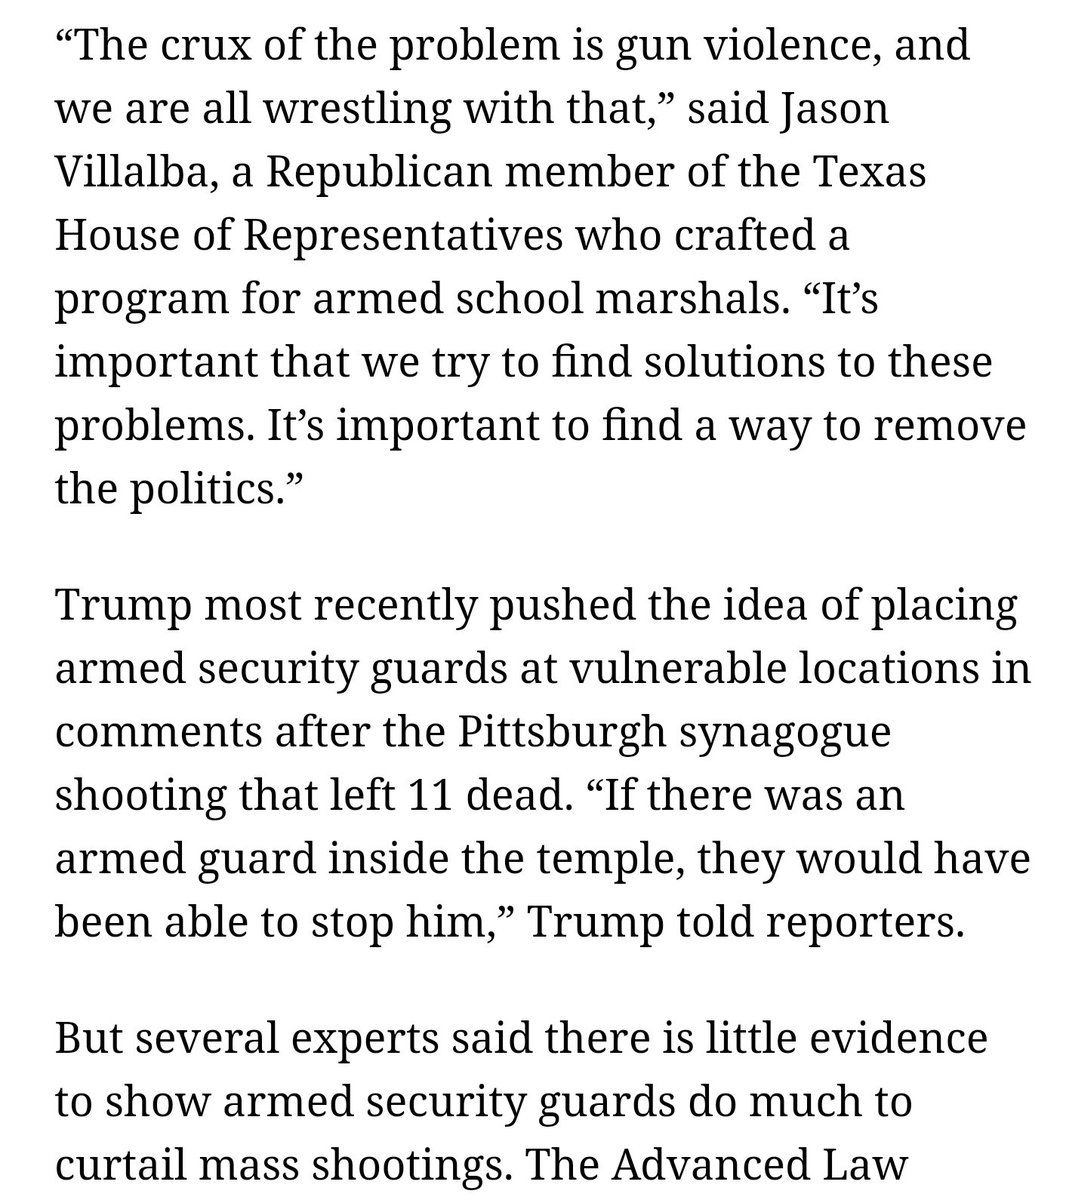 “The crux of the problem is gun violence, and
we are all wrestling with that,” said Jason
Villalba, a Republican member of the Texas
House of Representatives who crafted a
program for armed school marshals. “It’s
important that we try to find solutions to these
problems. It’s important to find a way to remove
the politics.”
Trump most recently pushed the idea of placing
armed security guards at vulnerable locations in
comments after the Pittsburgh synagogue
shooting that left 11 dead. “If there was an
armed guard inside the temple, they would have
been able to stop him,” Trump told reporters.
But several experts said there is little evidence
to show armed security guards do much to
curtail mass shootings. The Advanced Law